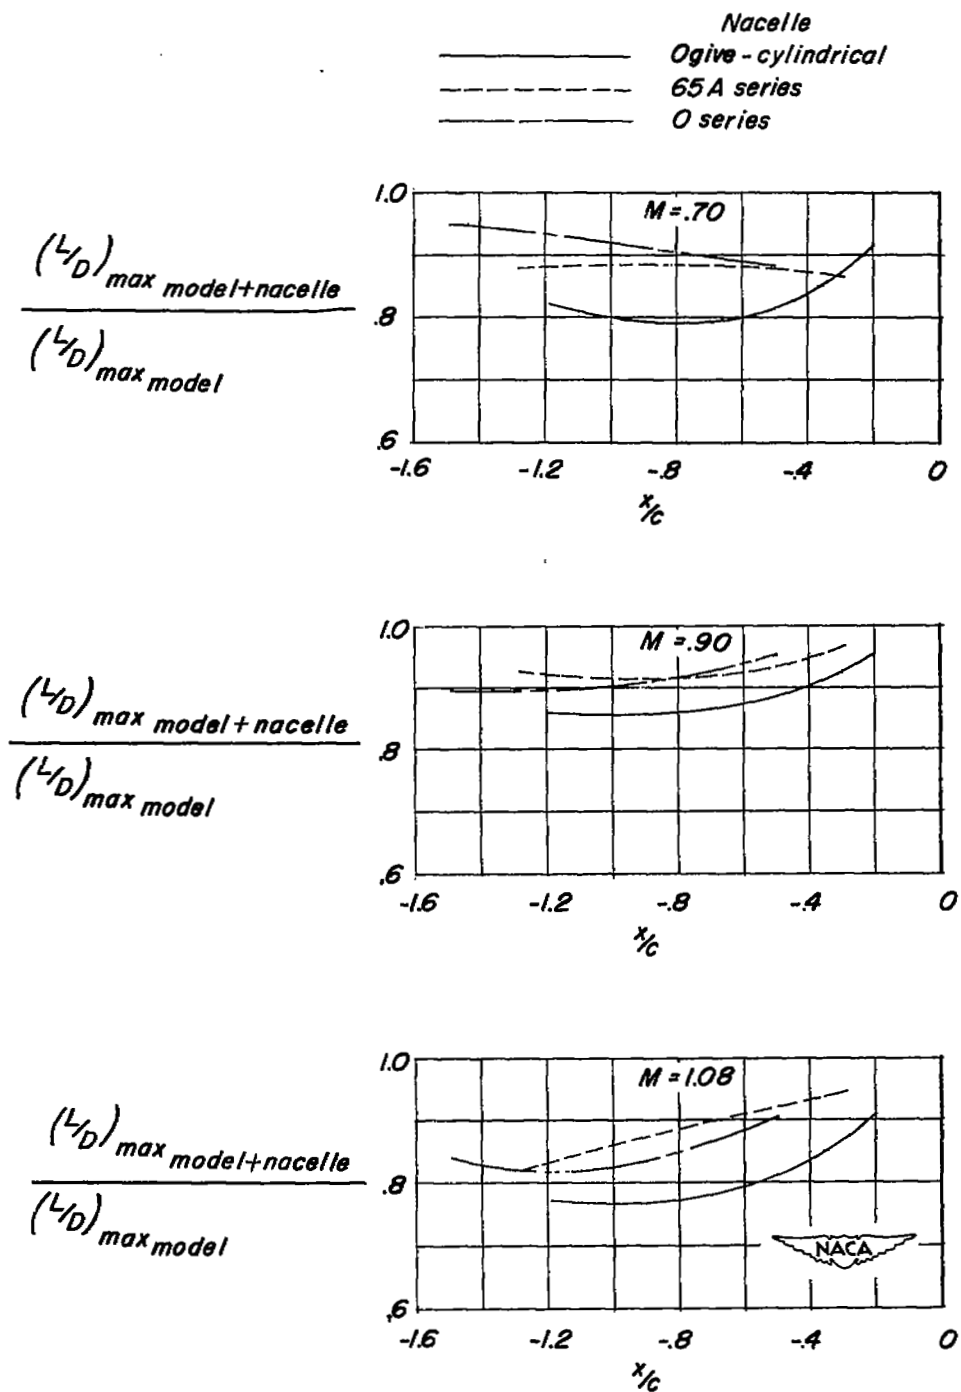 Nacelle
Ogive-cylindrical
65A series
O series
1.0
.8
.6
M=.70
(L/D)max model+nacelle
(L/D)max model
-1.6 -1.2 -.8 -.4 0
x/c
1.0
.8
.6
M=.90
(L/D)max model+nacelle
(L/D)max model
-1.6 -1.2 -.8 -.4 0
x/c
1.0
.8
.6
M=1.08
(L/D)max model+nacelle
(L/D)max model
NACA
-1.6 -1.2 -.8 -.4 0
x/c